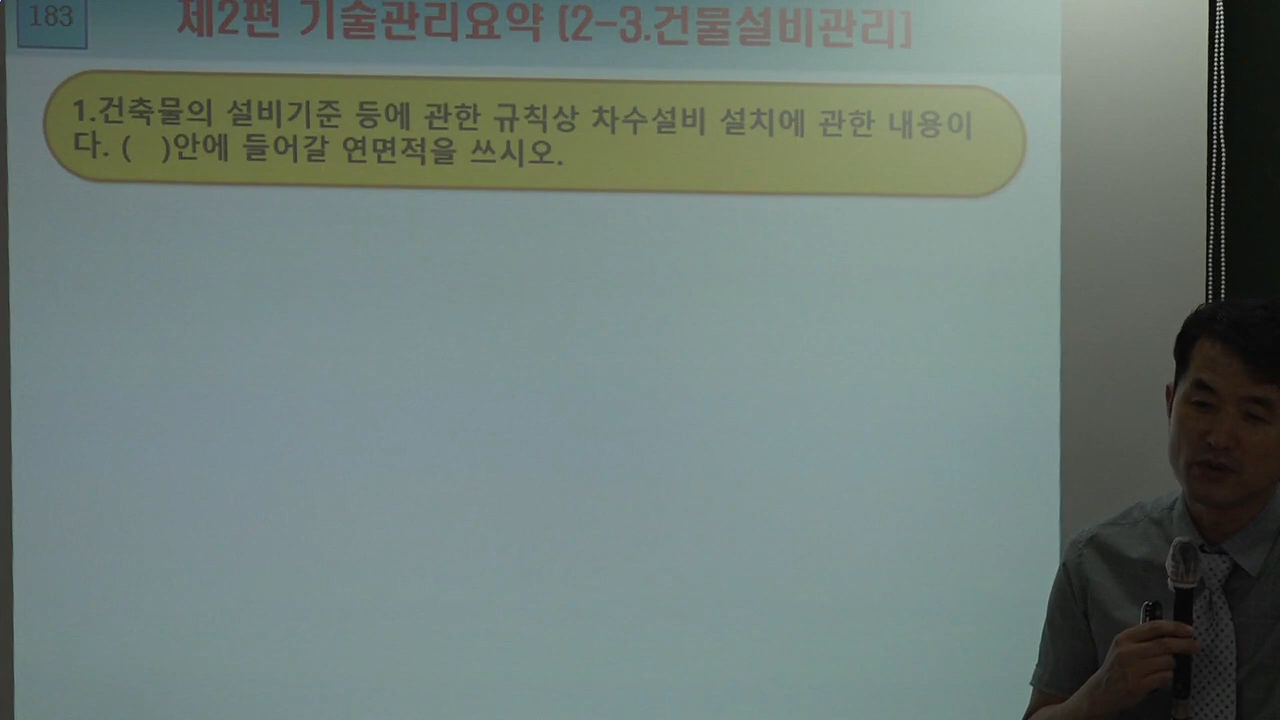 183
제2편 기술관리요약 (2-3.건물설비관리]
1.건축물의 설비기준 등에 관한 규칙상 차수설비 설치에 관한 내용이
다. ( )안에 들어갈 연면적을 쓰시오.